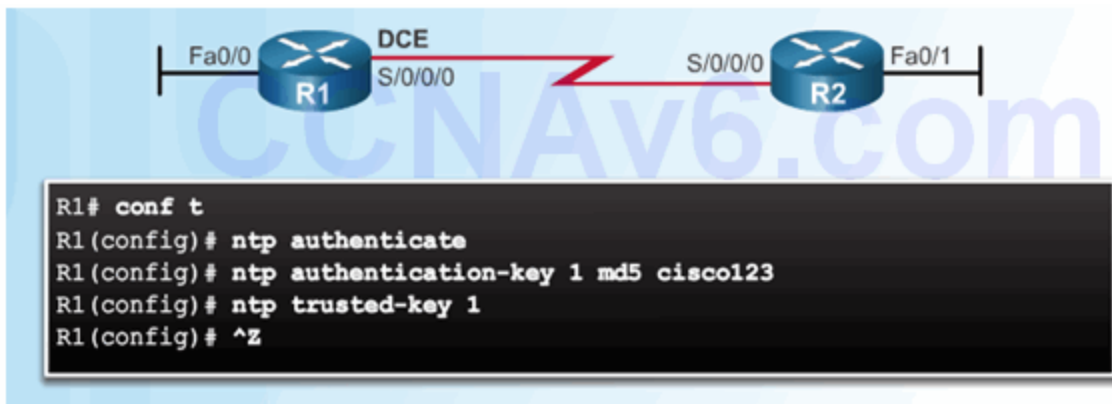 DCE
Fa0/0
S/0/0/0
R1
S/0/0/0
Fa0/1
R2
CCNAv6.com
R1# conf t
R1(config)# ntp authenticate
R1(config)# ntp authentication-key 1 md5 cisco123
R1(config)# ntp trusted-key 1
R1(config)# ^Z